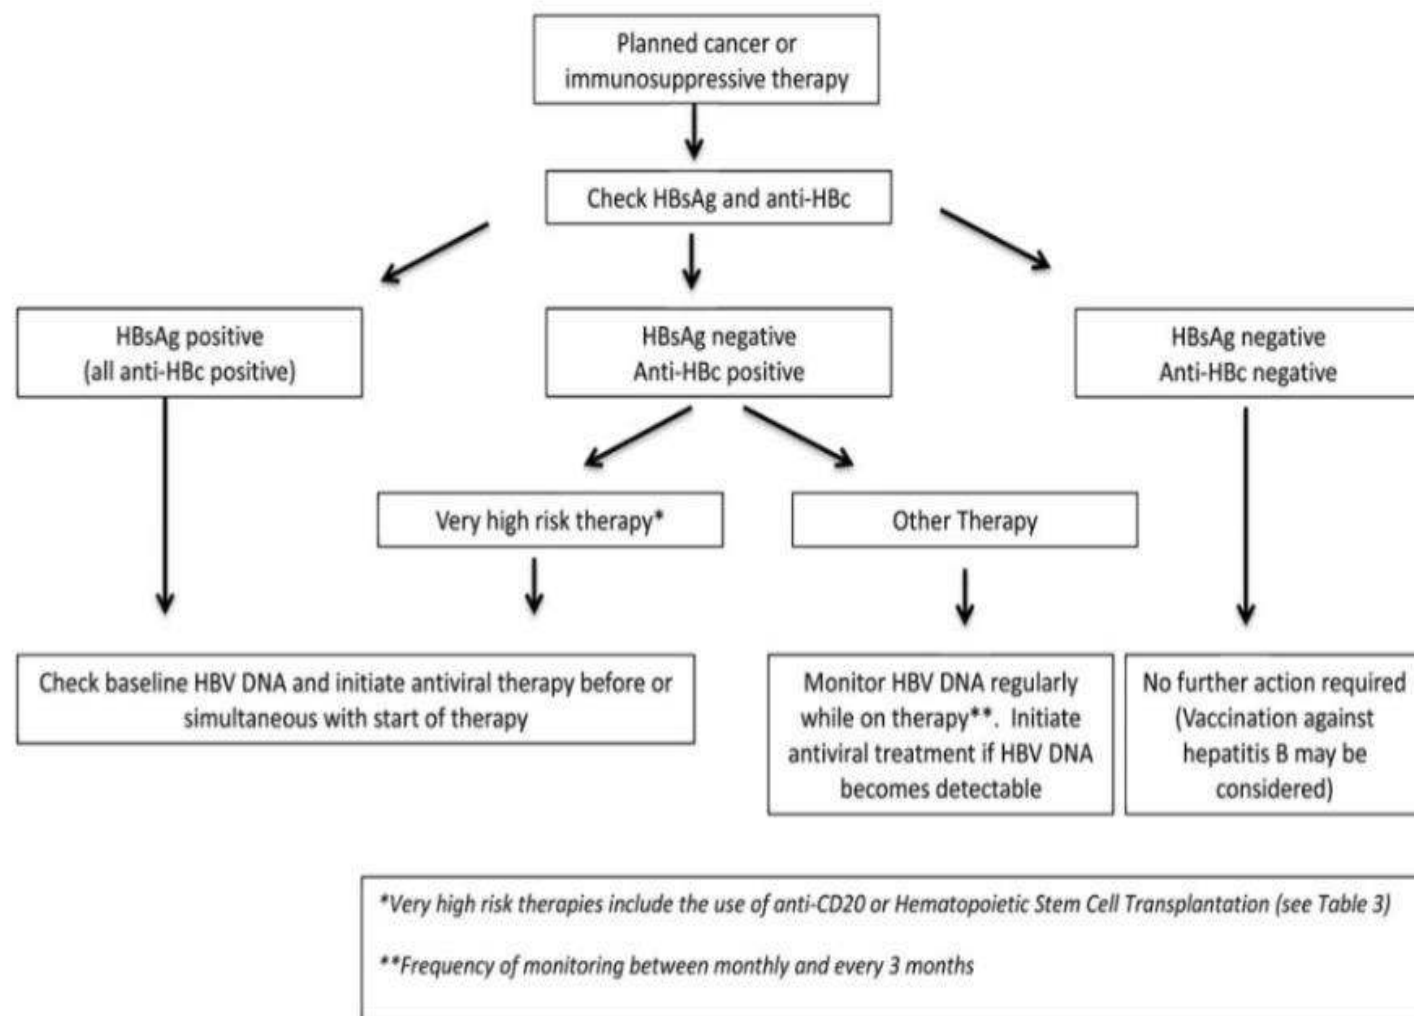 Planned cancer or
immunosuppressive therapy
Check HBsAg and anti-HBc
HBsAg positive
(all anti-HBc positive)
HBsAg negative
Anti-HBc positive
HBsAg negative
Anti-HBc negative
Very high risk therapy*
Other Therapy
Check baseline HBV DNA and initiate antiviral therapy before or
simultaneous with start of therapy
Monitor HBV DNA regularly
while on therapy**. Initiate
antiviral treatment if HBV DNA
becomes detectable
No further action required
(Vaccination against
hepatitis B may be
considered)
*Very high risk therapies include the use of anti-CD20 or Hematopoietic Stem Cell Transplantation (see Table 3)
**Frequency of monitoring between monthly and every 3 months